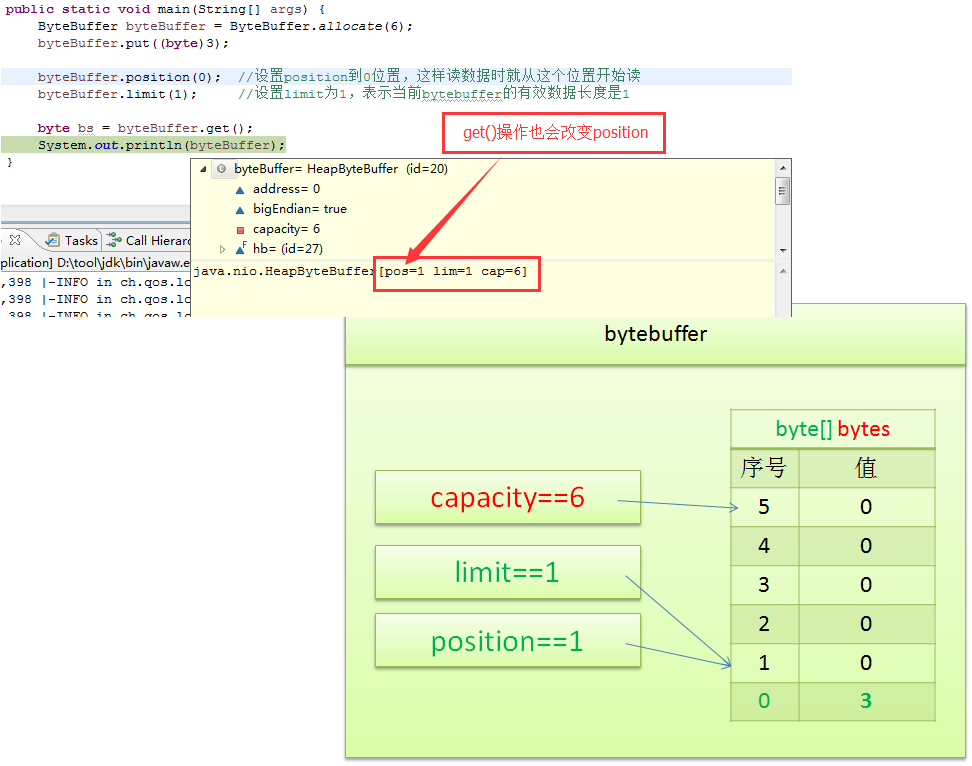 public static void main(String[] args) {
ByteBuffer byteBuffer = ByteBuffer.allocate(6);
byteBuffer.put((byte)3);
byteBuffer.position(0);  //设置position到0位置，这样读数据时就从这个位置开始读
byteBuffer.limit(1);     //设置limit为1，表示当前bytebuffer的有效数据长度是1
byte bs = byteBuffer.get();
System.out.println(byteBuffer);
}
get()操作也会改变position
byteBuffer= HeapByteBuffer (id=20)
address= 0
bigEndian= true
capacity= 6
hb= (id=27)
java.nio.HeapByteBuffer[pos=1 lim=1 cap=6]
Tasks Call Hierarc
plication] D:\tool\jdk\bin\javaw.e
,398 |-INFO in ch.qos.lo
,398 |-INFO in ch.qos.lo
,398 |-INFO in ch.qos.lo
bytebuffer
byte[] bytes
序号 值
capacity==6
5 0
4 0
limit==1
3 0
2 0
position==1
1 0
0 3